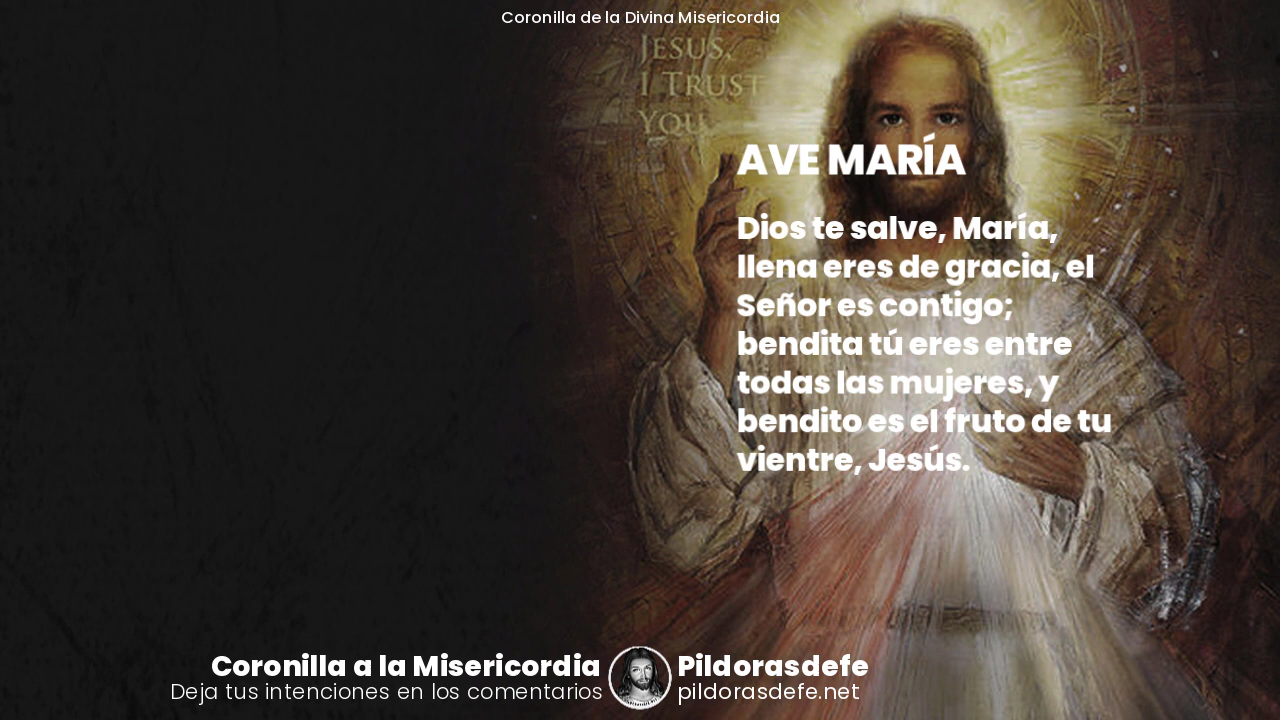 Coronilla de la Divina Misericordia
JESUS,
I TRUST
YOU.
AVE MARÍA
Dios te salve, María,
llena eres de gracia, el
Señor es contigo;
bendita tú eres entre
todas las mujeres, y
bendito es el fruto de tu
vientre, Jesús.
Coronilla a la Misericordia
Deja tus intenciones en los comentarios
Pildorasdefe
pildorasdefe.net